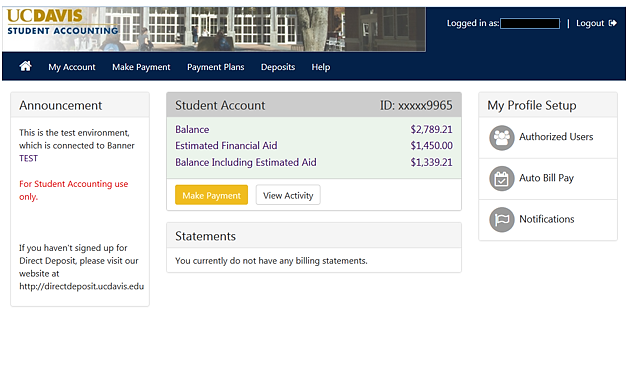 UCDAVIS
STUDENT ACCOUNTING
Logged in as: | Logout
My Account Make Payment Payment Plans Deposits Help
Announcement
This is the test environment,
which is connected to Banner
TEST
For Student Accounting use
only.
If you haven't signed up for
Direct Deposit, please visit our
website at
http://directdeposit.ucdavis.edu
Student Account ID: xxxxx9965
Balance $2,789.21
Estimated Financial Aid $1,450.00
Balance Including Estimated Aid $1,339.21
Make Payment View Activity
Statements
You currently do not have any billing statements.
My Profile Setup
Authorized Users
Auto Bill Pay
Notifications